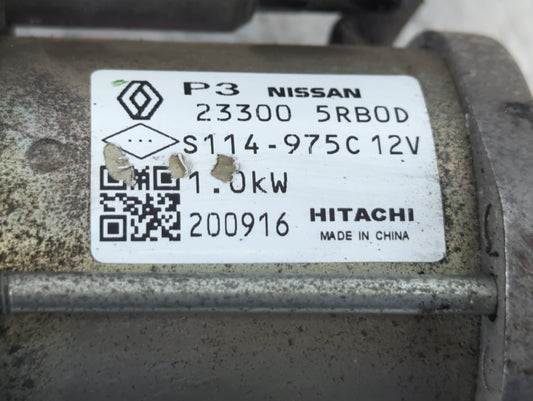 P3 NISSAN
23300 5RB0D
... S114-975C 12V
1.0kW
200916 HITACHI
MADE IN CHINA